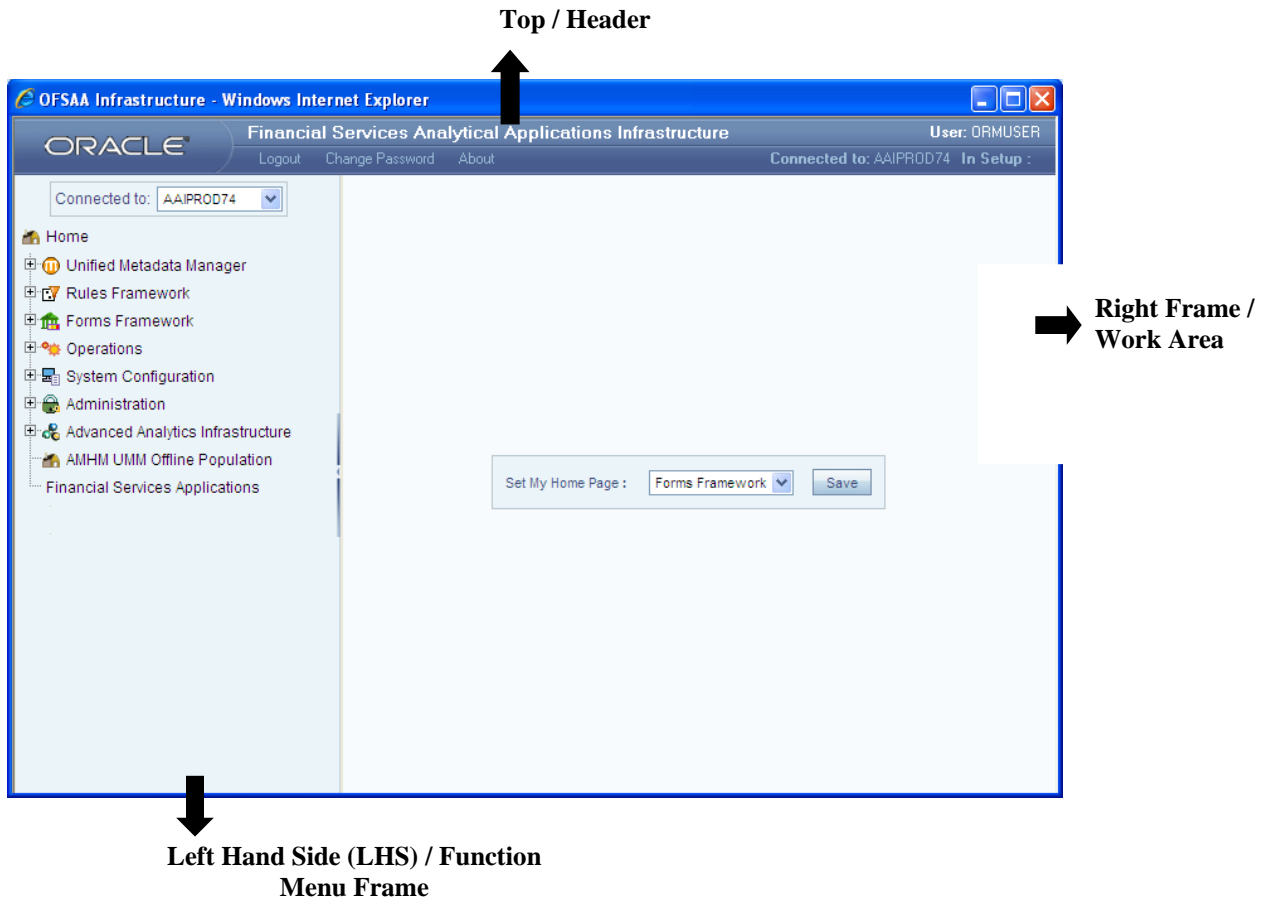 Top / Header
OFSAA Infrastructure - Windows Internet Explorer
ORACLE
Financial Services Analytical Applications Infrastructure
User: ORMUSER
Logout Change Password About
Connected to: AAIPROD74 In Setup :
Connected to: AAIPROD74
Home
Unified Metadata Manager
Rules Framework
Forms Framework
Operations
System Configuration
Administration
Advanced Analytics Infrastructure
AMHM UMM Offline Population
Financial Services Applications
Set My Home Page : Forms Framework Save
Right Frame /
Work Area
Left Hand Side (LHS) / Function
Menu Frame